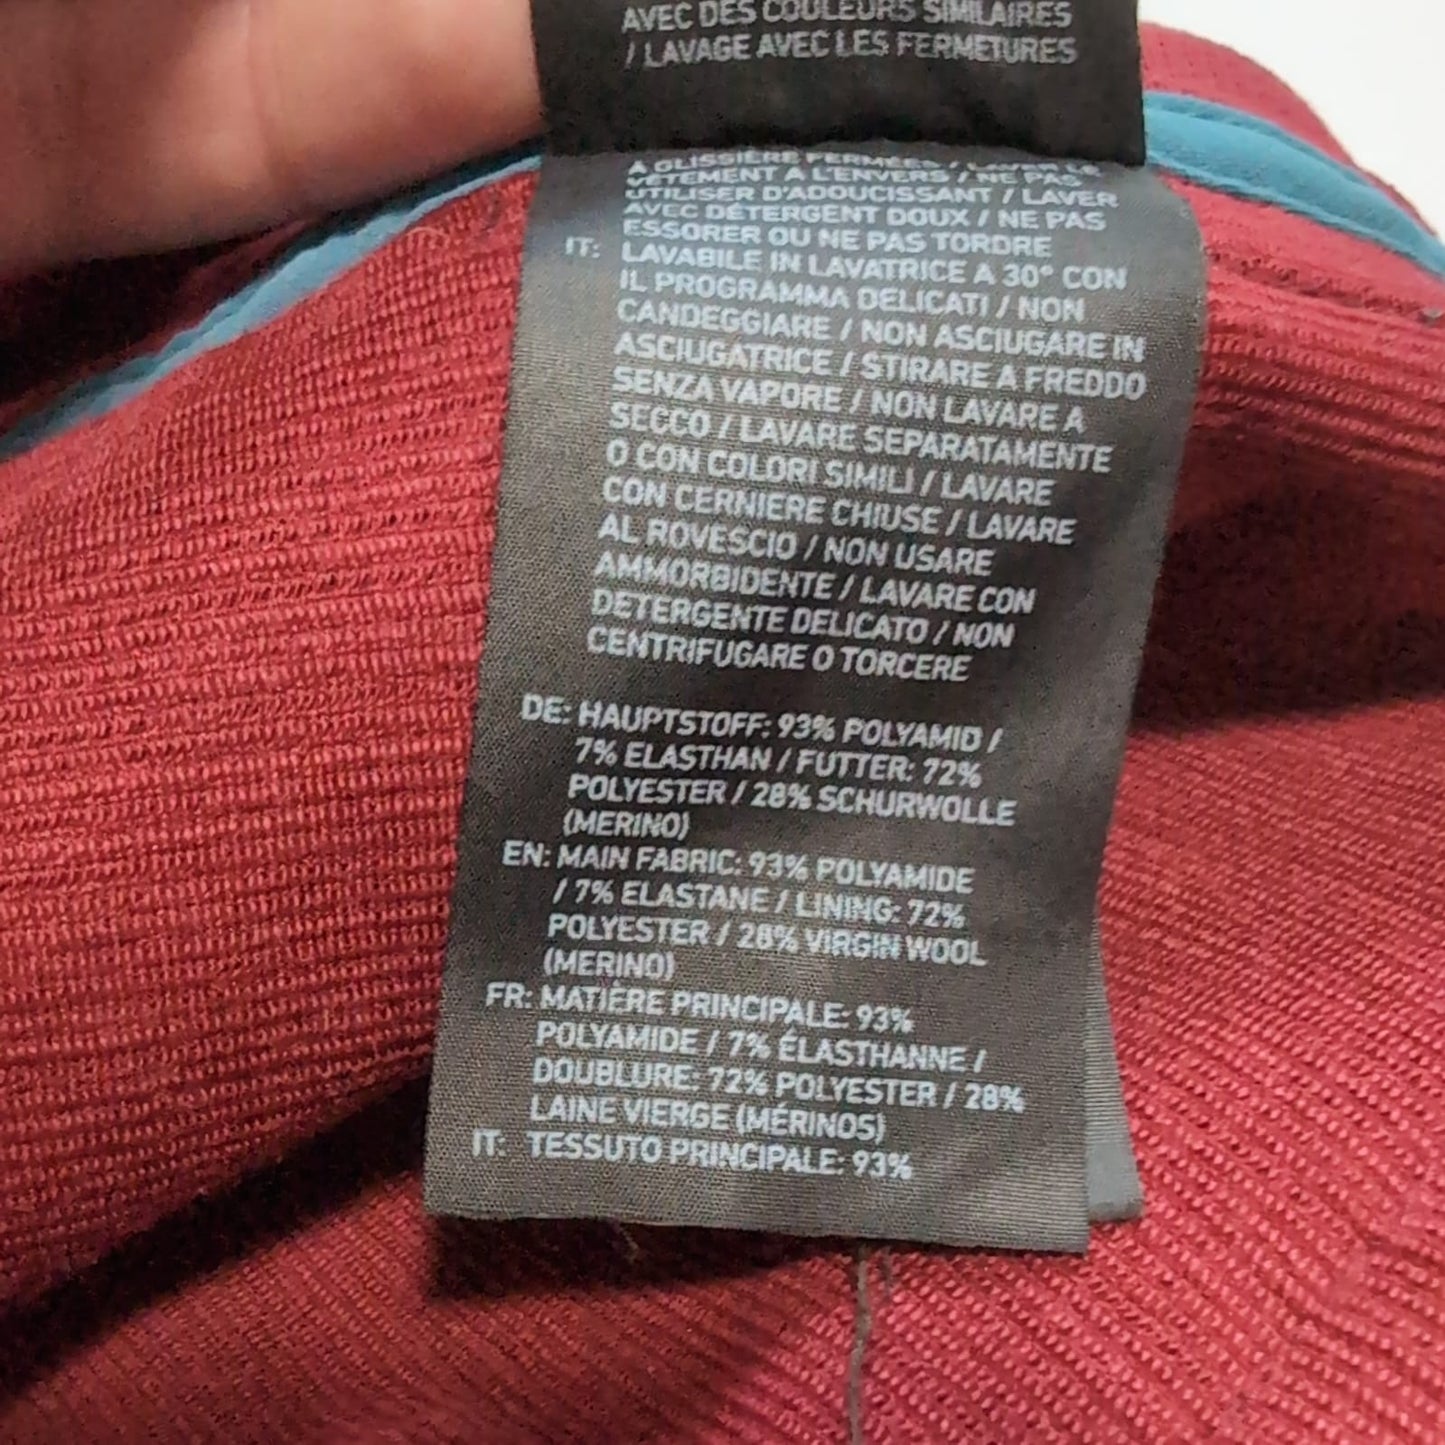 AVEC DES COULEURS SIMILAIRES
/ LAVAGE AVEC LES FERMETURES
À GLISSIÈRE FERMÉES /
VÊTEMENT A L'ENVERS / NE PAS
UTILISER D'ADOUCISSANT / LAVER
AVEC DÉTERGENT DOUX / NE PAS
ESSORER OU NE PAS TORDRE
IT: LAVABILE IN LAVATRICE A 30° CON
IL PROGRAMMA DELICATI / NON
CANDEGGIARE / NON ASCIUGARE IN
ASCIUGATRICE / STIRARE A FREDDO
SENZA VAPORE / NON LAVARE A
SECCO / LAVARE SEPARATAMENTE
O CON COLORI SIMILI / LAVARE
CON CERNIERE CHIUSE / LAVARE
AL ROVESCIO / NON USARE
AMMORBIDENTE / LAVARE CON
DETERGENTE DELICATO / NON
CENTRIFUGARE O TORCERE
DE: HAUPTSTOFF: 93% POLYAMID /
7% ELASTHAN / FUTTER: 72%
POLYESTER / 28% SCHURWOLLE
(MERINO)
EN: MAIN FABRIC: 93% POLYAMIDE
/ 7% ELASTANE / LINING: 72%
POLYESTER / 28% VIRGIN WOOL
(MERINO)
FR: MATIÈRE PRINCIPALE: 93%
POLYAMIDE / 7% ÉLASTHANNE /
DOUBLURE: 72% POLYESTER / 28%
LAINE VIERGE (MÉRINOS)
IT: TESSUTO PRINCIPALE: 93%